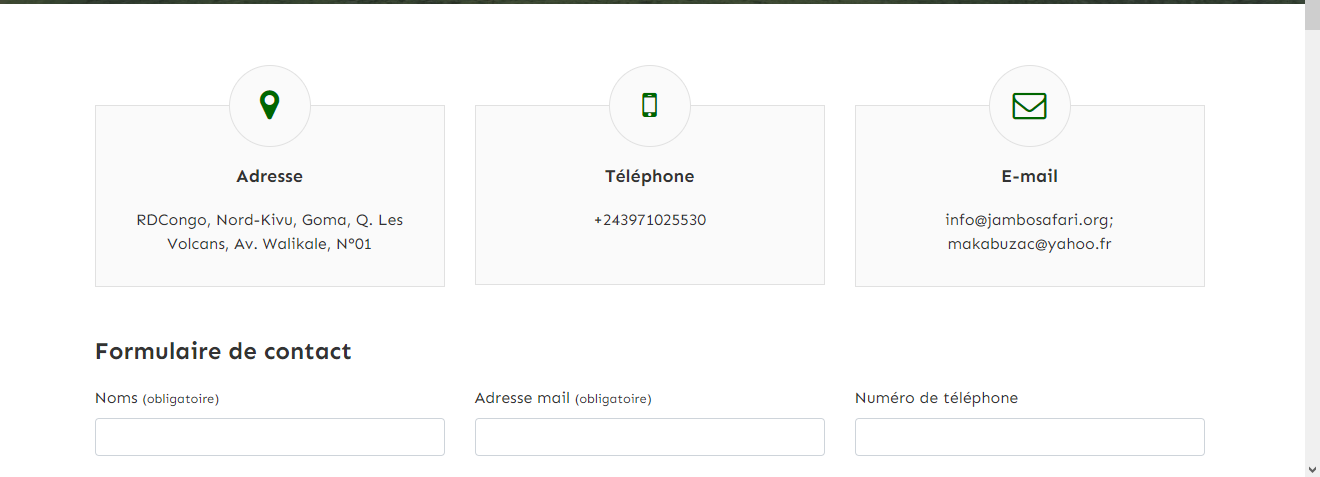 Adresse
RDCongo, Nord-Kivu, Goma, Q. Les
Volcans, Av. Walikale, N°01
Téléphone
+243971025530
E-mail
info@jambosafari.org;
makabuzac@yahoo.fr
Formulaire de contact
Noms (obligatoire)
Adresse mail (obligatoire)
Numéro de téléphone